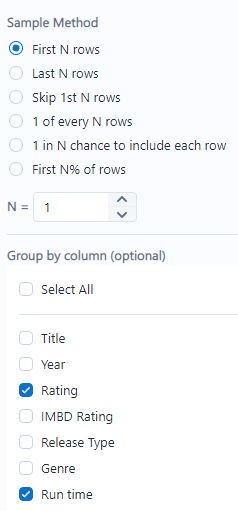 Sample Method
First N rows
Last N rows
Skip 1st N rows
1 of every N rows
1 in N chance to include each row
First N% of rows
N = 1
Group by column (optional)
Select All
Title
Year
Rating
IMBD Rating
Release Type
Genre
Run time